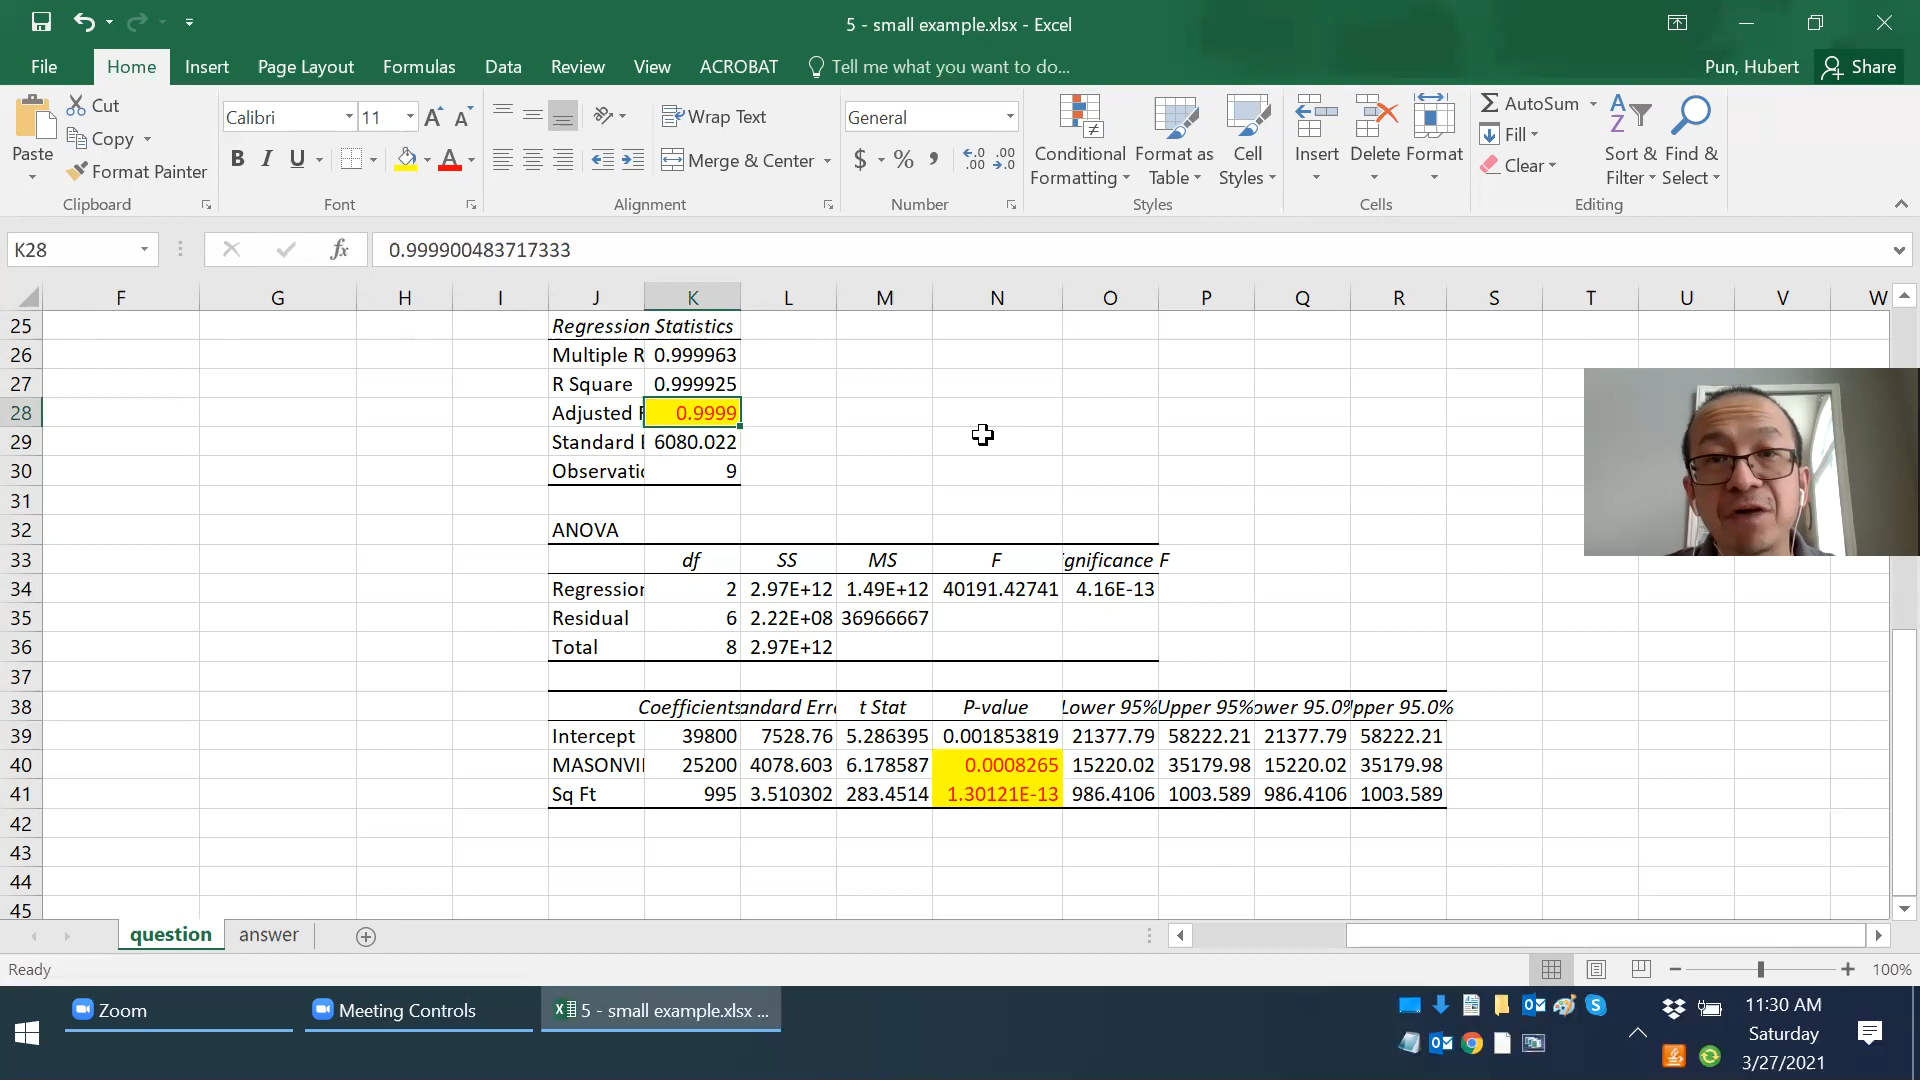 5 - small example.xlsx - Excel
File Home Insert Page Layout Formulas Data Review View ACROBAT Tell me what you want to do... Pun, Hubert Share
Paste Cut Copy Format Painter
Clipboard
Calibri 11 A A
B I U A
Font
Wrap Text
Merge & Center
Alignment
General
$ % , .0 .00 .00 .0
Number
Conditional Formatting Format as Table Cell Styles
Styles
Insert Delete Format
Cells
AutoSum Fill Clear
A Z Sort & Filter Find & Select
Editing
K28 fx 0.999900483717333
F G H I J K L M N O P Q R S T U V W
25 Regression Statistics
26 Multiple R 0.999963
27 R Square 0.999925
28 Adjusted 0.9999
29 Standard 6080.022
30 Observatio 9
31
32 ANOVA
33 df SS MS F gnificance F
34 Regression 2 2.97E+12 1.49E+12 40191.42741 4.16E-13
35 Residual 6 2.22E+08 36966667
36 Total 8 2.97E+12
37
38 Coefficients andard Erro t Stat P-value Lower 95% Upper 95% ower 95.0% pper 95.0%
39 Intercept 39800 7528.76 5.286395 0.001853819 21377.79 58222.21 21377.79 58222.21
40 MASONVI 25200 4078.603 6.178587 0.0008265 15220.02 35179.98 15220.02 35179.98
41 Sq Ft 995 3.510302 283.4514 1.30121E-13 986.4106 1003.589 986.4106 1003.589
42
43
44
45
question answer
Ready 100%
Zoom Meeting Controls 5 - small example.xlsx ...
11:30 AM
Saturday
3/27/2021